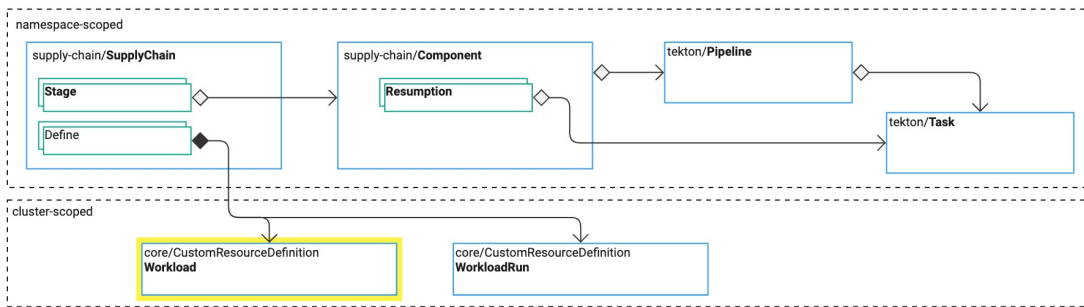 namespace-scoped
supply-chain/SupplyChain
Stage
Define
supply-chain/Component
Resumption
tekton/Pipeline
tekton/Task
cluster-scoped
core/CustomResourceDefinition
Workload
core/CustomResourceDefinition
WorkloadRun